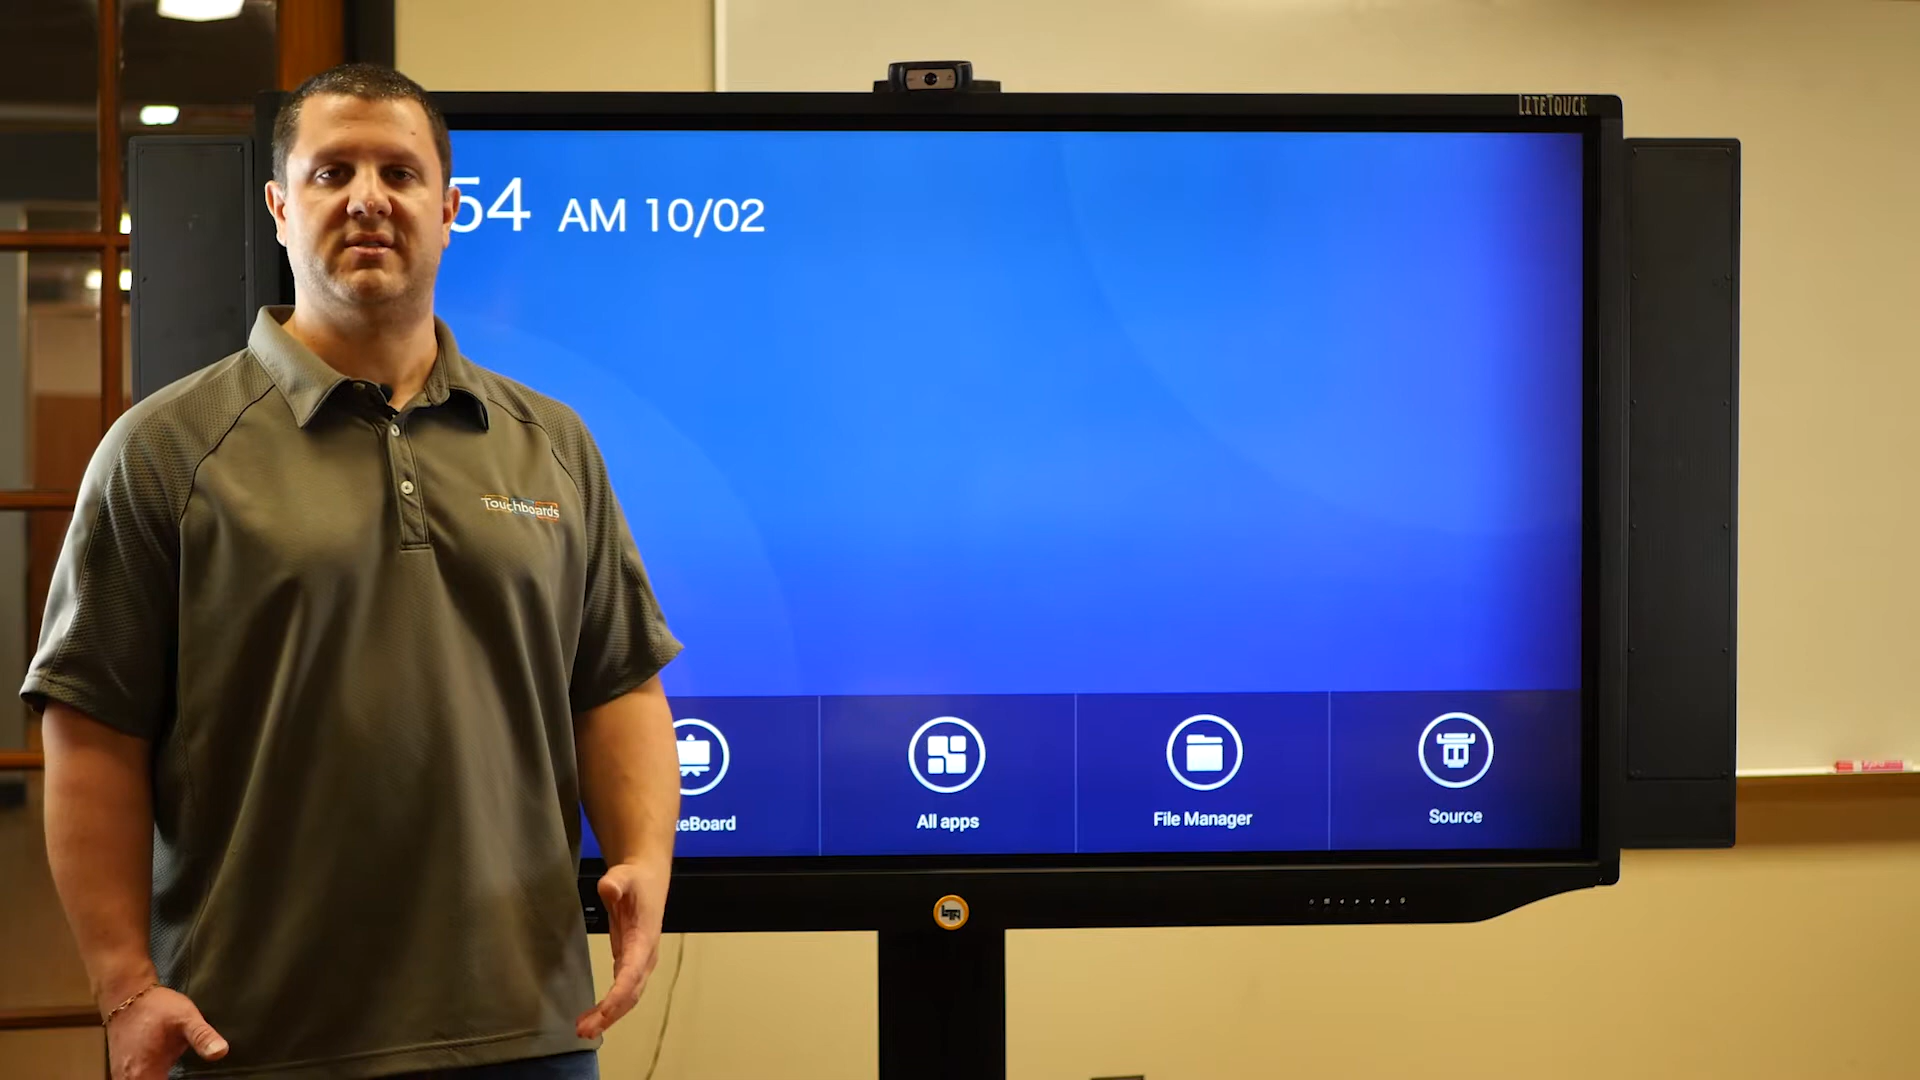 LITETOUCH
54 AM 10/02
Touchboards
teBoard
All apps
File Manager
Source